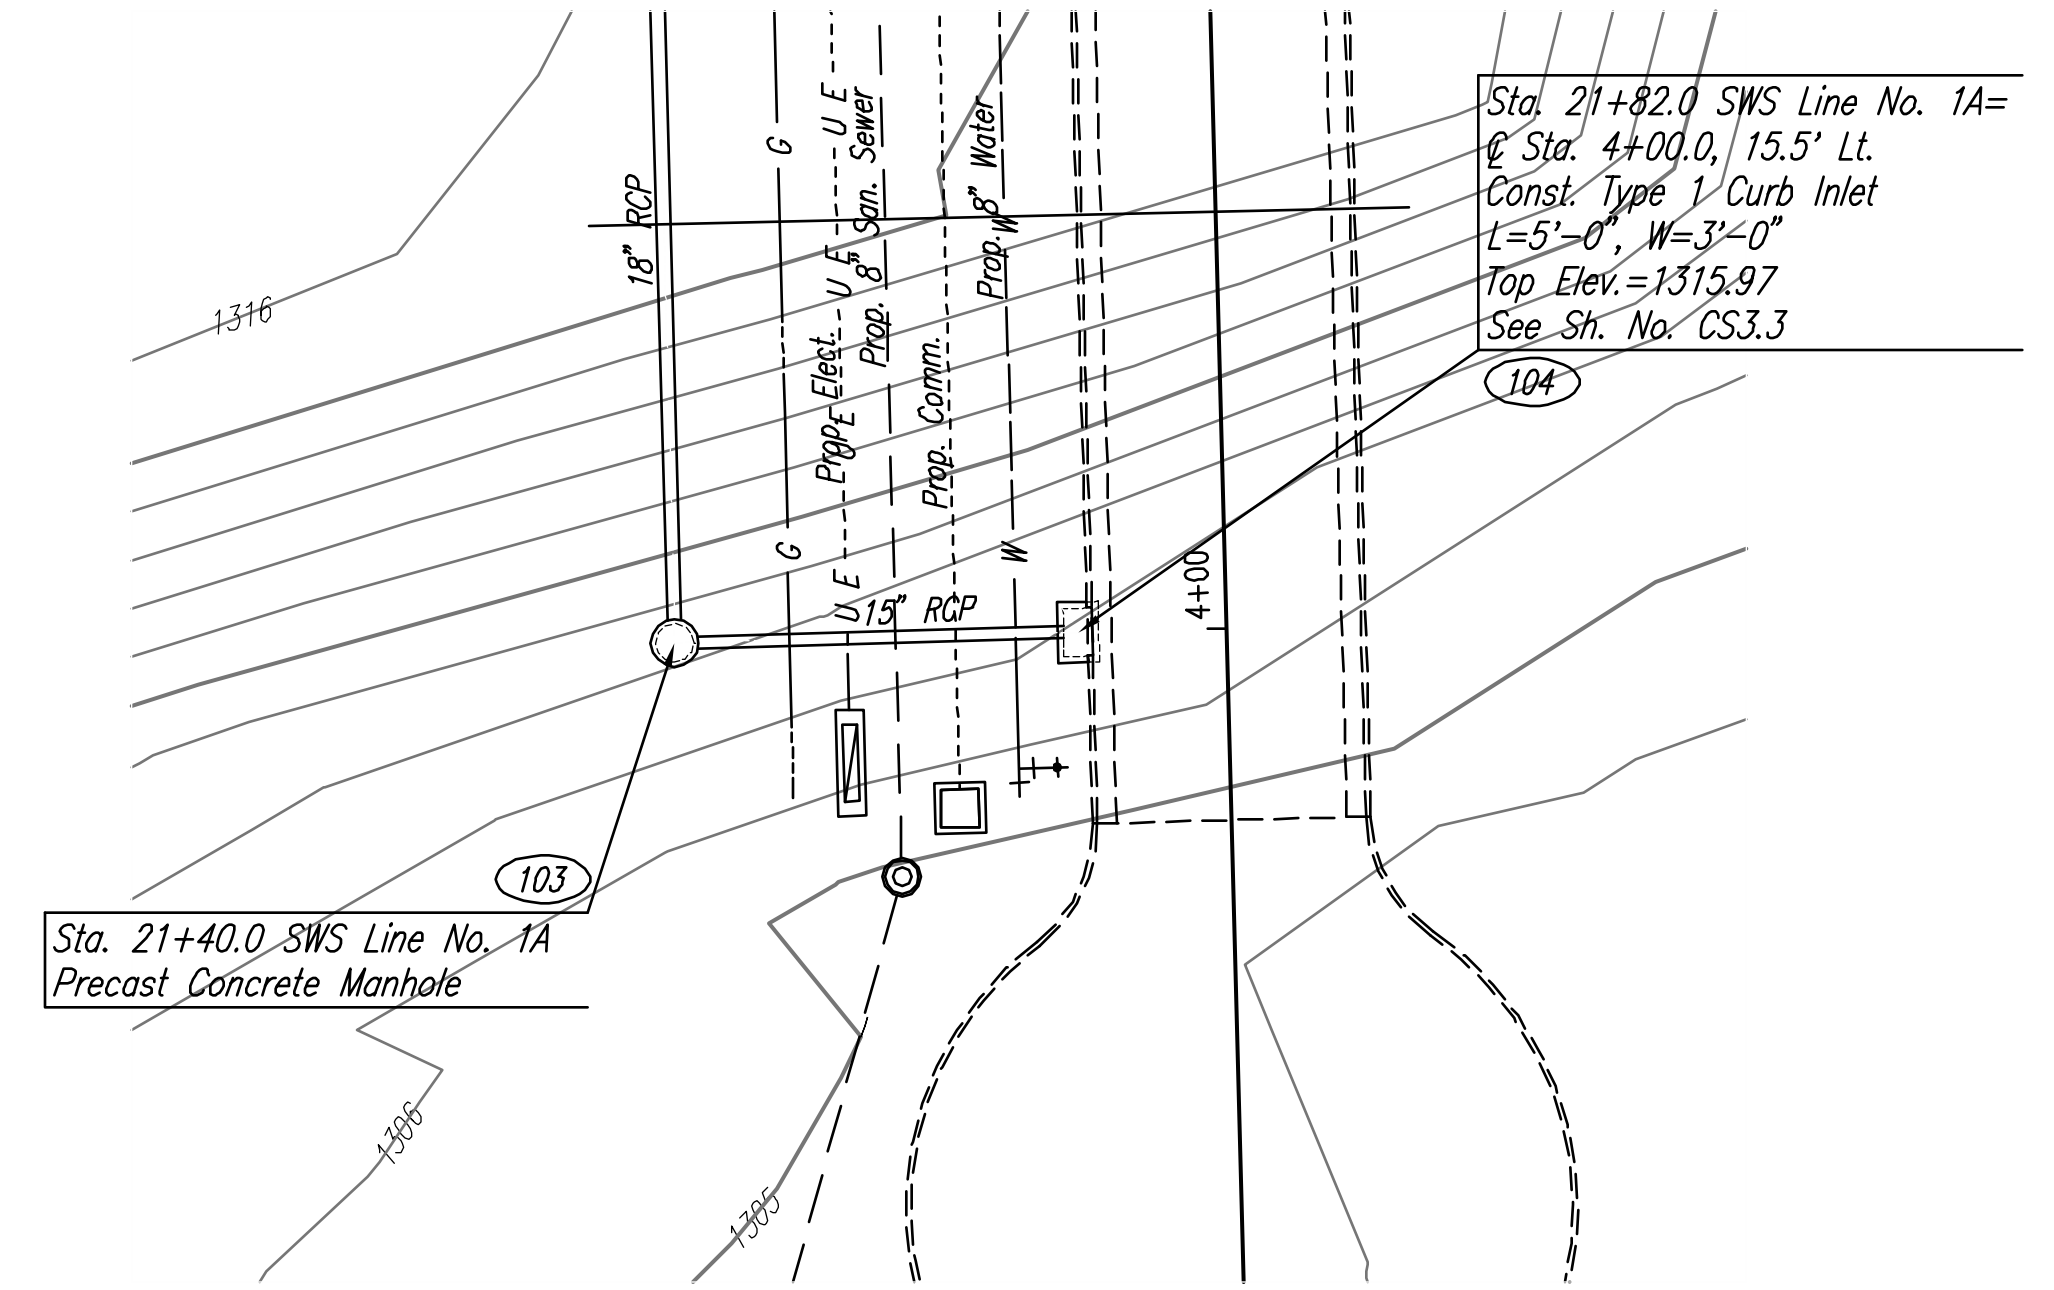 Sta. 21+82.0 SWS Line No. 1A=
℄ Sta. 4+00.0, 15.5' Lt.
Const. Type 1 Curb Inlet
L=5'-0", W=3'-0"
Top Elev.=1315.97
See Sh. No. CS3.3
104
18" RCP
G
U E
U E
Prop. Elect.
U E
U E
Prop. 8" San. Sewer
Prop. Comm.
Prop. 8" Water
W
1316
G
W
15" RCP
4+00
103
Sta. 21+40.0 SWS Line No. 1A
Precast Concrete Manhole
1306
1305